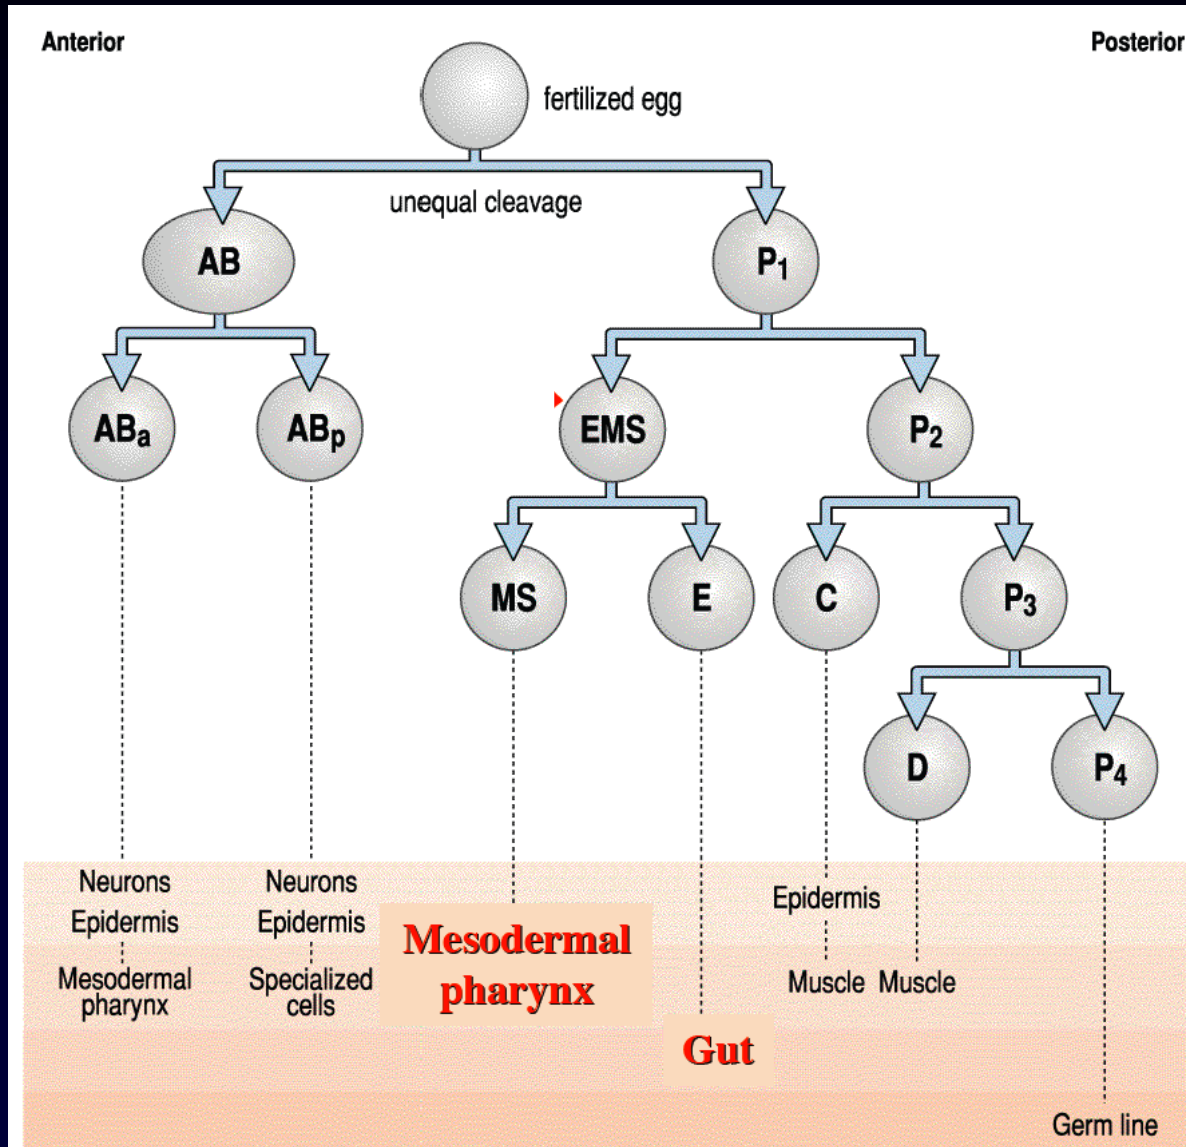 Anterior
Posterior
fertilized egg
unequal cleavage
AB
P1
ABa
ABp
EMS
P2
MS
E
C
P3
D
P4
Neurons
Epidermis
Mesodermal
pharynx
Neurons
Epidermis
Specialized
cells
Mesodermal
pharynx
Gut
Epidermis
Muscle
Muscle
Germ line